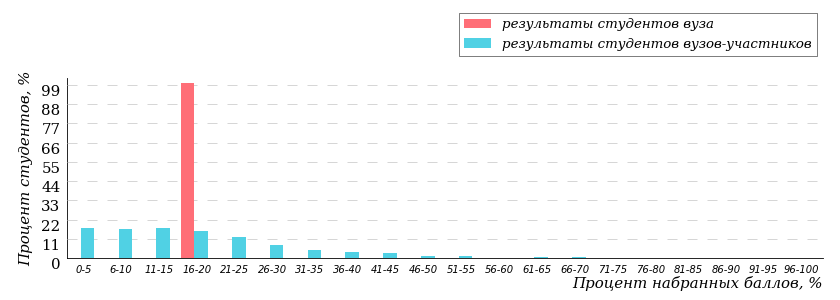 результаты студентов вуза
результаты студентов вузов-участников
Процент студентов, %
99
88
77
66
55
44
33
22
11
0
0-5 6-10 11-15 16-20 21-25 26-30 31-35 36-40 41-45 46-50 51-55 56-60 61-65 66-70 71-75 76-80 81-85 86-90 91-95 96-100
Процент набранных баллов, %